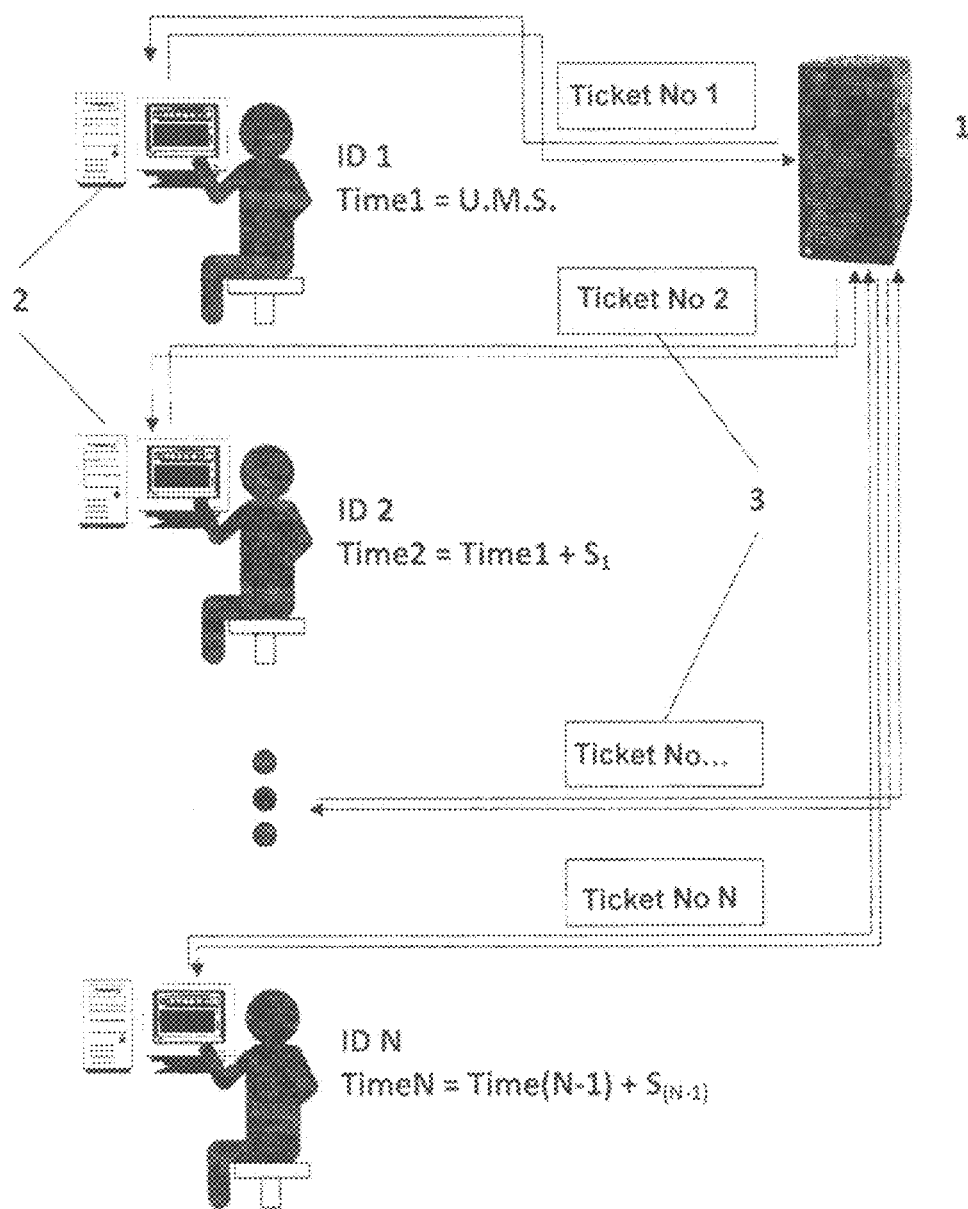 Ticket No 1
1
ID 1
Time1 = U.M.S.
2
Ticket No 2
ID 2
Time2 = Time1 + S₁
3
Ticket No...
Ticket No N
ID N
TimeN = Time(N-1) + S₍N-1₎